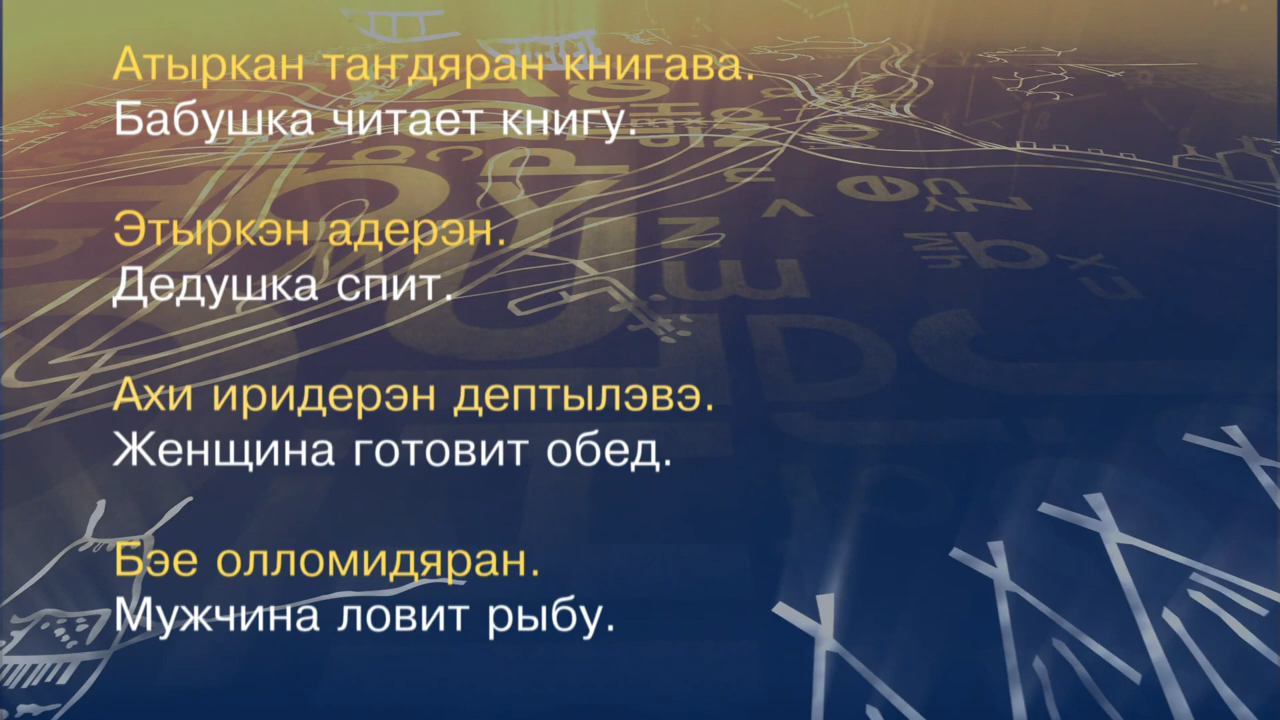 Атыркан таӈдяран книгава.
Бабушка читает книгу.
Этыркэн адерэн.
Дедушка спит.
Ахи иридерэн дептылэвэ.
Женщина готовит обед.
Бэе олломидяран.
Мужчина ловит рыбу.